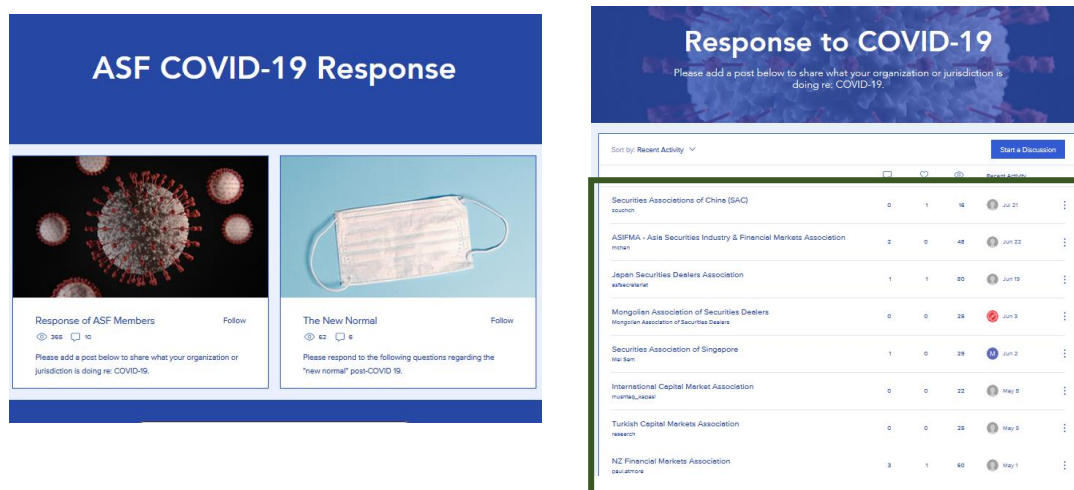 ASF COVID-19 Response
Response of ASF Members Follow
365 10
Please add a post below to share what your organization or
jurisdiction is doing re: COVID-19.
The New Normal Follow
62 6
Please respond to the following questions regarding the
"new normal" post-COVID 19.
Response to COVID-19
Please add a post below to share what your organization or jurisdiction is
doing re: COVID-19.
Sort by: Recent Activity Start a Discussion
Recent Activity
Securities Associations of China (SAC) 0 1 16 Jul 21
zouchch
ASIFMA - Asia Securities Industry & Financial Markets Association 2 0 48 Jun 22
mchan
Japan Securities Dealers Association 1 1 80 Jun 19
asfsecretariat
Mongolian Association of Securities Dealers 0 0 25 Jun 3
Mongolian Association of Securities Dealers
Securities Association of Singapore 1 0 29 M Jun 2
Mei Sam
International Capital Market Association 0 0 22 May 8
mushtaq_kapasi
Turkish Capital Markets Association 0 0 25 May 5
research
NZ Financial Markets Association 3 1 60 May 1
paul.atmore